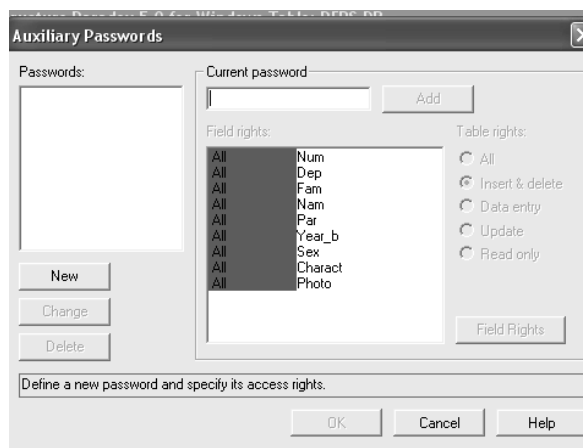 Auxiliary Passwords
Passwords:
Current password
Add
Field rights:
Table rights:
All Num
All Dep
All Fam
All Nam
All Par
All Year_b
All Sex
All Charact
All Photo
All
Insert & delete
Data entry
Update
Read only
New
Change
Delete
Field Rights
Define a new password and specify its access rights.
OK
Cancel
Help